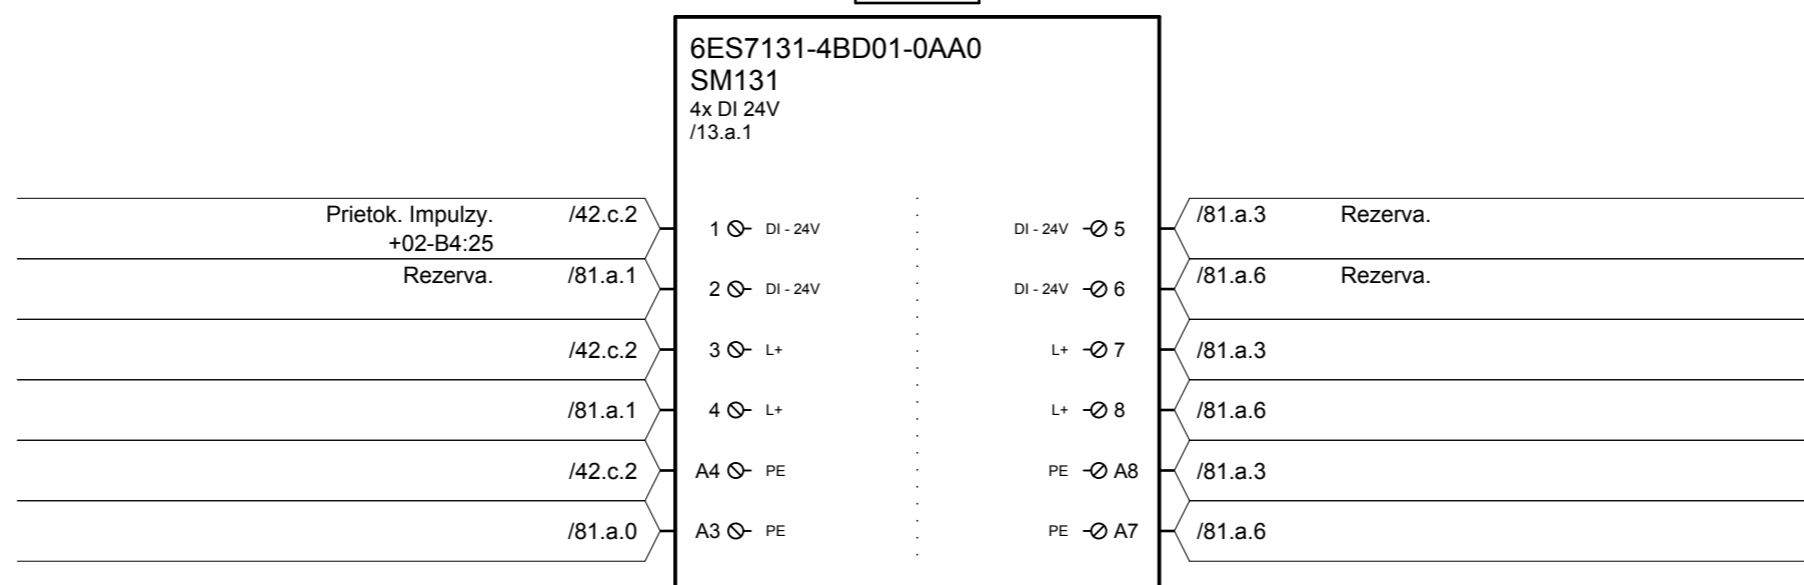 6ES7131-4BD01-0AA0
SM131
4x DI 24V
/13.a.1
Prietok. Impulzy. /42.c.2 1 DI - 24V DI - 24V 5 /81.a.3 Rezerva.
+02-B4:25
Rezerva. /81.a.1 2 DI - 24V DI - 24V 6 /81.a.6 Rezerva.
/42.c.2 3 L+ L+ 7 /81.a.3
/81.a.1 4 L+ L+ 8 /81.a.6
/42.c.2 A4 PE PE A8 /81.a.3
/81.a.0 A3 PE PE A7 /81.a.6